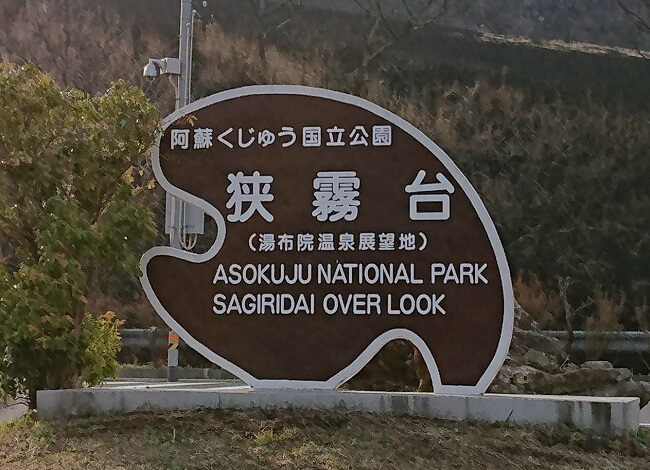 阿蘇くじゅう国立公園
狭霧台
(湯布院温泉展望地)
ASOKUJU NATIONAL PARK
SAGIRIDAI OVER LOOK